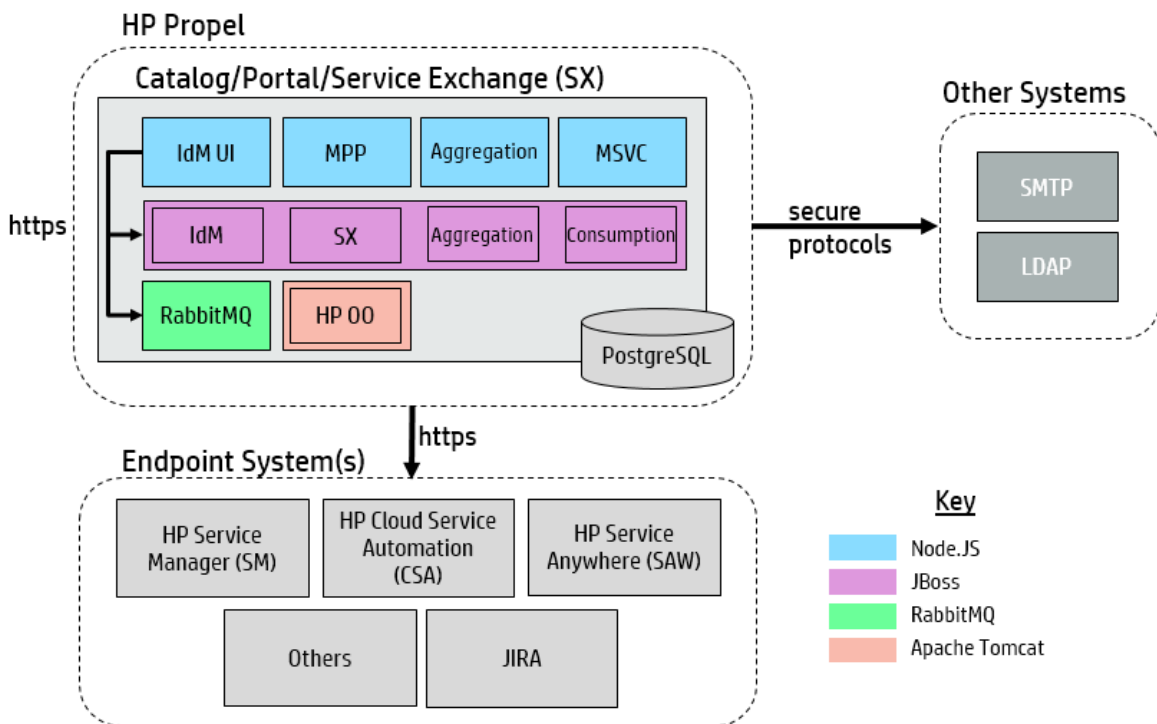 HP Propel
Catalog/Portal/Service Exchange (SX)
IdM UI
MPP
Aggregation
MSVC
https
IdM
SX
Aggregation
Consumption
RabbitMQ
HP OO
PostgreSQL
secure
protocols
Other Systems
SMTP
LDAP
https
Endpoint System(s)
HP Service
Manager (SM)
HP Cloud Service
Automation
(CSA)
HP Service
Anywhere (SAW)
Others
JIRA
Key
Node.JS
JBoss
RabbitMQ
Apache Tomcat